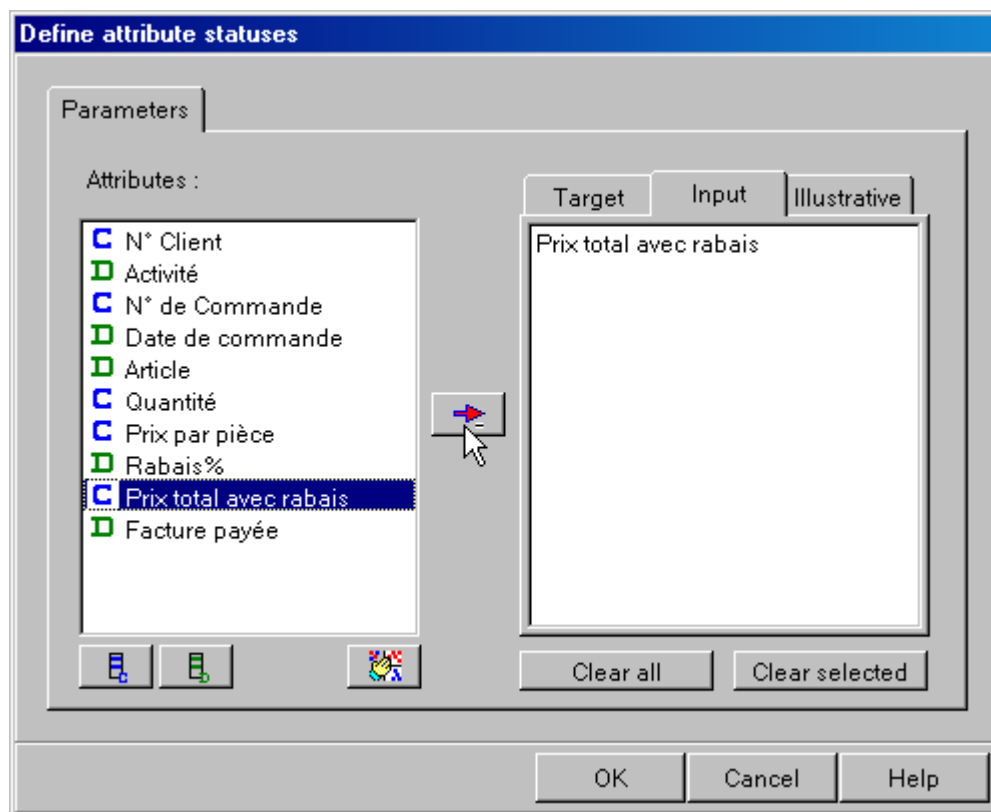 Define attribute statuses
Parameters
Attributes :
C N° Client
D Activité
C N° de Commande
D Date de commande
D Article
C Quantité
C Prix par pièce
D Rabais%
C Prix total avec rabais
D Facture payée
C
D
Target Input Illustrative
Prix total avec rabais
Clear all Clear selected
OK Cancel Help